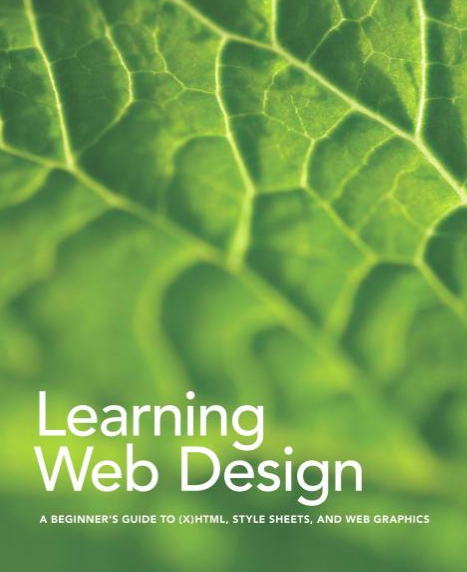 Learning
Web Design
A BEGINNER'S GUIDE TO (X)HTML, STYLE SHEETS, AND WEB GRAPHICS